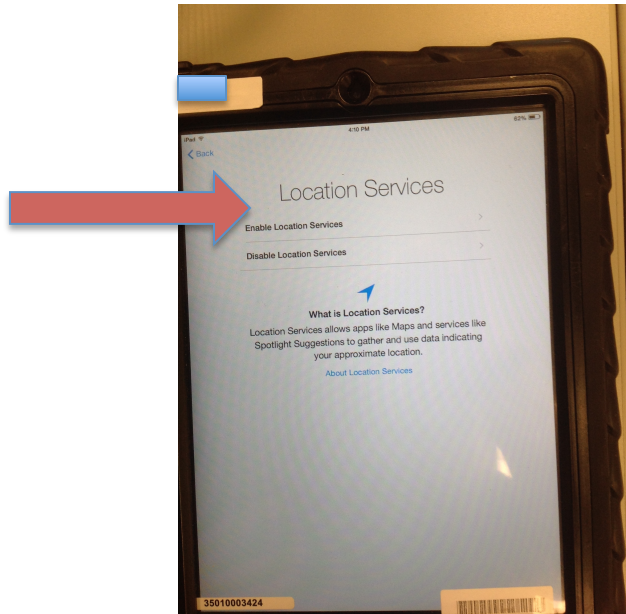 iPad
4:10 PM
62%
Back
Location Services
Enable Location Services
Disable Location Services
What is Location Services?
Location Services allows apps like Maps and services like
Spotlight Suggestions to gather and use data indicating
your approximate location.
About Location Services
35010003424